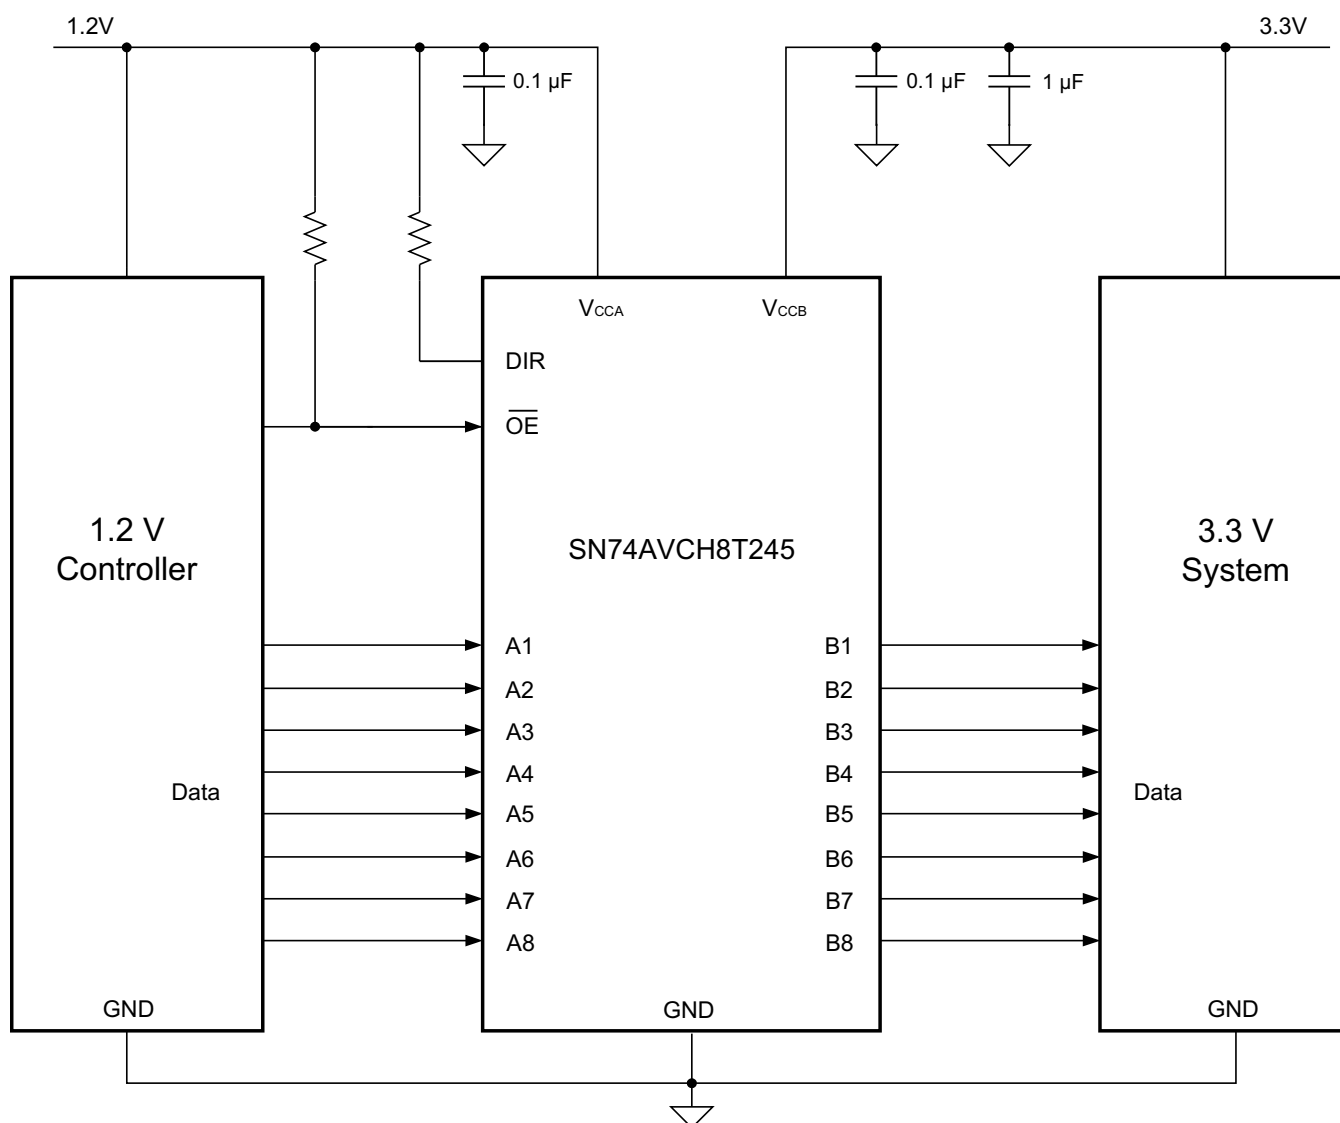 1.2V
3.3V
0.1 µF
0.1 µF
1 µF
VCCA
VCCB
DIR
OE
1.2 V
Controller
SN74AVCH8T245
3.3 V
System
A1
B1
A2
B2
A3
B3
A4
B4
Data
Data
A5
B5
A6
B6
A7
B7
A8
B8
GND
GND
GND